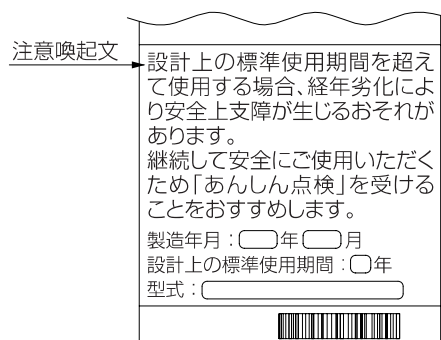 注意喚起文
設計上の標準使用期間を超え
て使用する場合、経年劣化によ
り安全上支障が生じるおそれが
あります。
継続して安全にご使用いただく
ため「あんしん点検」を受ける
ことをおすすめします。
製造年月：　年　月
設計上の標準使用期間：　年
型式：